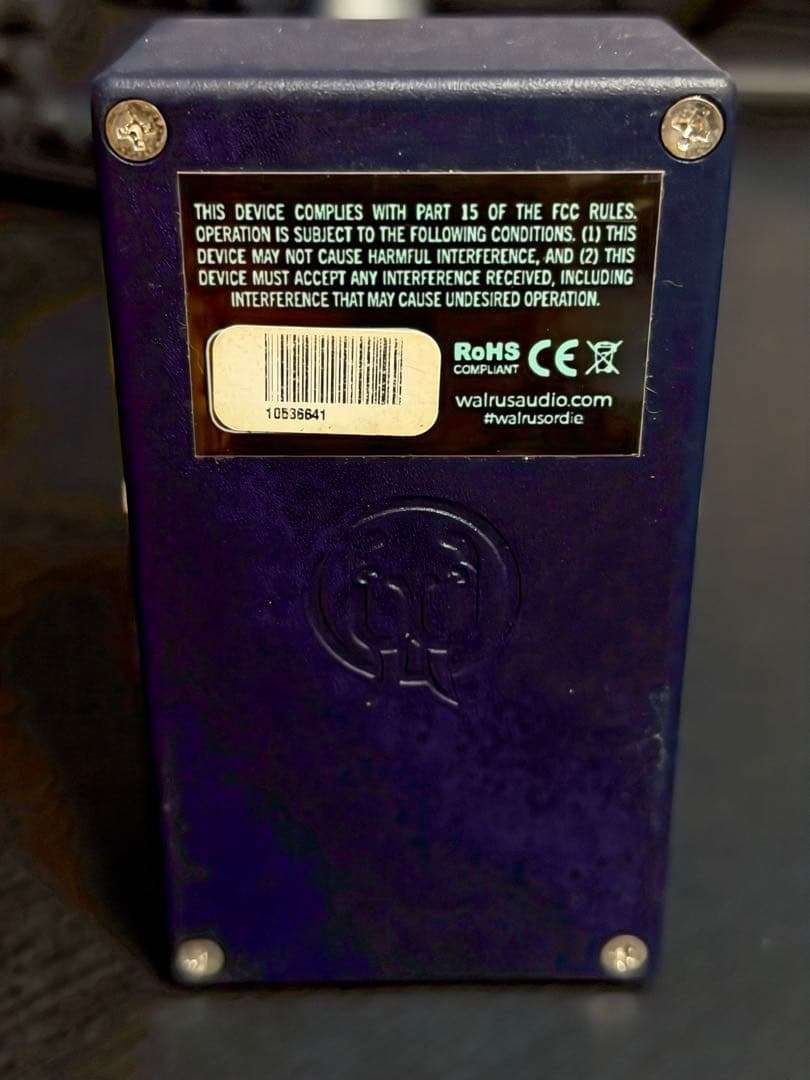 THIS DEVICE COMPLIES WITH PART 15 OF THE FCC RULES.
OPERATION IS SUBJECT TO THE FOLLOWING CONDITIONS. (1) THIS
DEVICE MAY NOT CAUSE HARMFUL INTERFERENCE, AND (2) THIS
DEVICE MUST ACCEPT ANY INTERFERENCE RECEIVED, INCLUDING
INTERFERENCE THAT MAY CAUSE UNDESIRED OPERATION.
10536641
RoHS CE
COMPLIANT
walrusaudio.com
#walrusordie